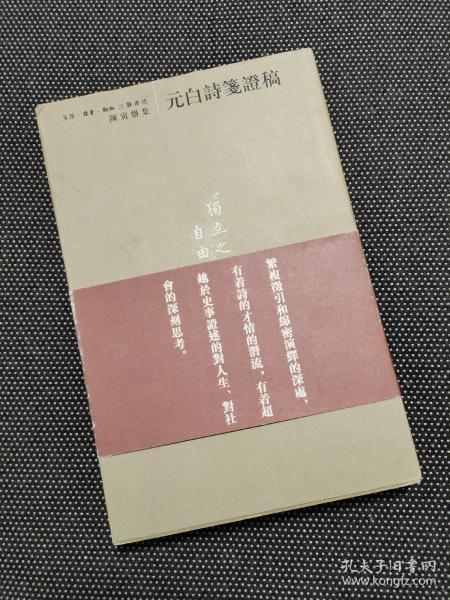 元白詩箋證稿
生活·讀書·新知 三聯書店
陳寅恪集
獨立之
自由
繁複徵引和綿密演繹的深處，
有着詩的才情的潛流，有着超
越於史事證述的對人生、對社
會的深刻思考。
孔夫子旧书网
www.kongfz.com